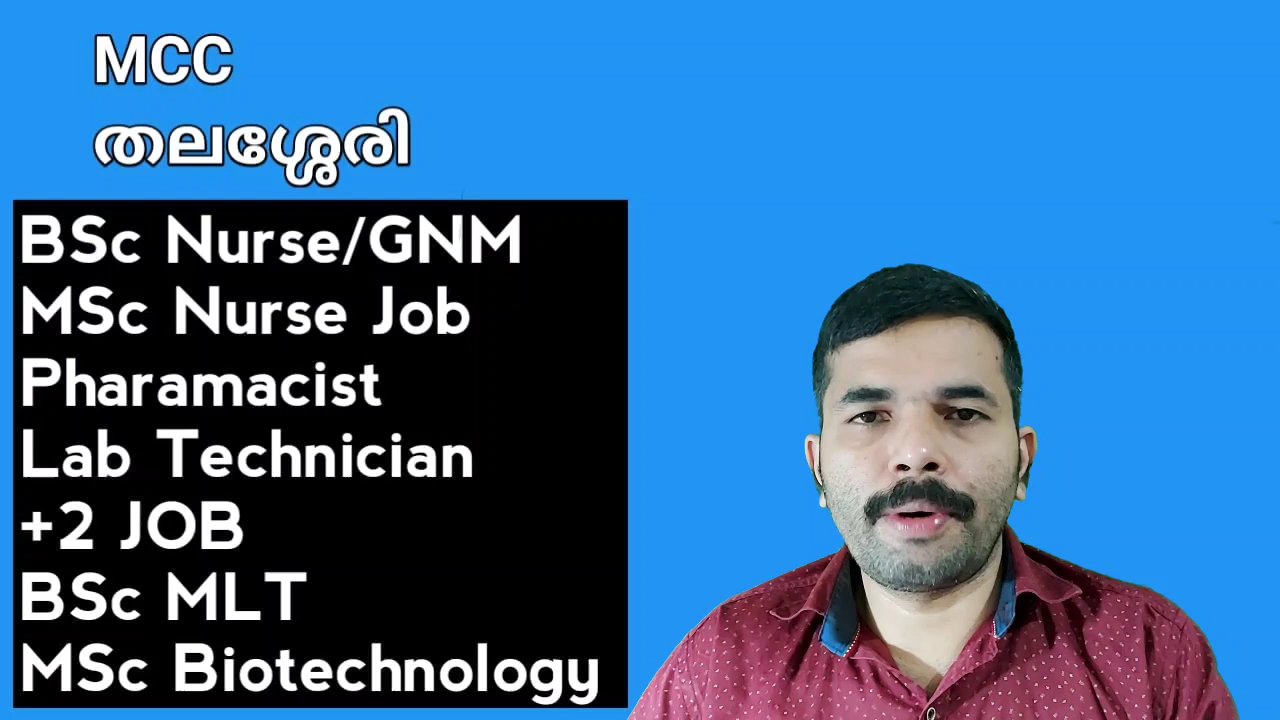 MCC
തലശ്ശേരി
BSc Nurse/GNM
MSc Nurse Job
Pharamacist
Lab Technician
+2 JOB
BSc MLT
MSc Biotechnology